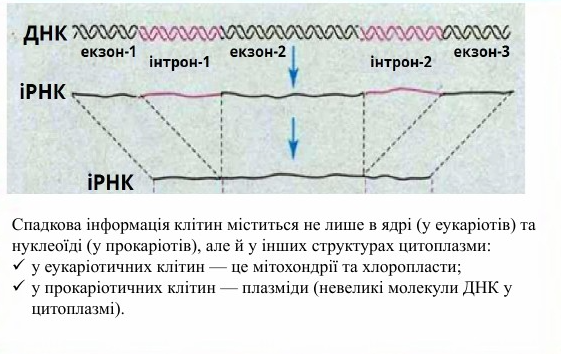 ДНК
екзон-1
інтрон-1
екзон-2
інтрон-2
екзон-3
іРНК
іРНК
Спадкова інформація клітин міститься не лише в ядрі (у еукаріотів) та
нуклеоїді (у прокаріотів), але й у інших структурах цитоплазми:
✓ у еукаріотичних клітин — це мітохондрії та хлоропласти;
✓ у прокаріотичних клітин — плазміди (невеликі молекули ДНК у
цитоплазмі).